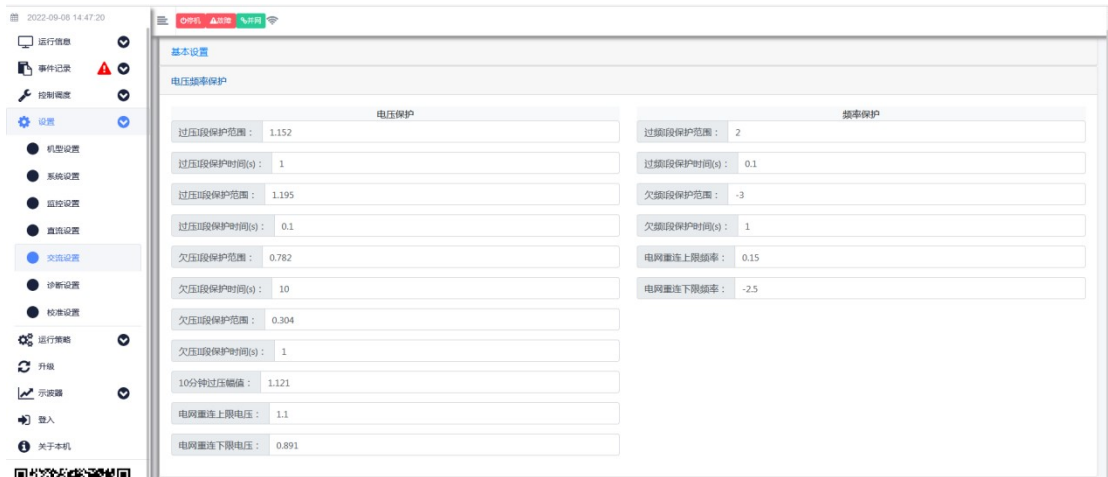 2022-09-08 14:47:20
停机 故障 并网
运行信息
事件记录
控制调度
设置
机型设置
系统设置
监控设置
直流设置
交流设置
诊断设置
校准设置
运行策略
升级
示波器
登入
关于本机
基本设置
电压频率保护
电压保护
过压I段保护范围： 1.152
过压I段保护时间(s)： 1
过压II段保护范围： 1.195
过压II段保护时间(s)： 0.1
欠压I段保护范围： 0.782
欠压I段保护时间(s)： 10
欠压II段保护范围： 0.304
欠压II段保护时间(s)： 1
10分钟过压幅值： 1.121
电网重连上限电压： 1.1
电网重连下限电压： 0.891
频率保护
过频I段保护范围： 2
过频I段保护时间(s)： 0.1
欠频I段保护范围： -3
欠频I段保护时间(s)： 1
电网重连上限频率： 0.15
电网重连下限频率： -2.5